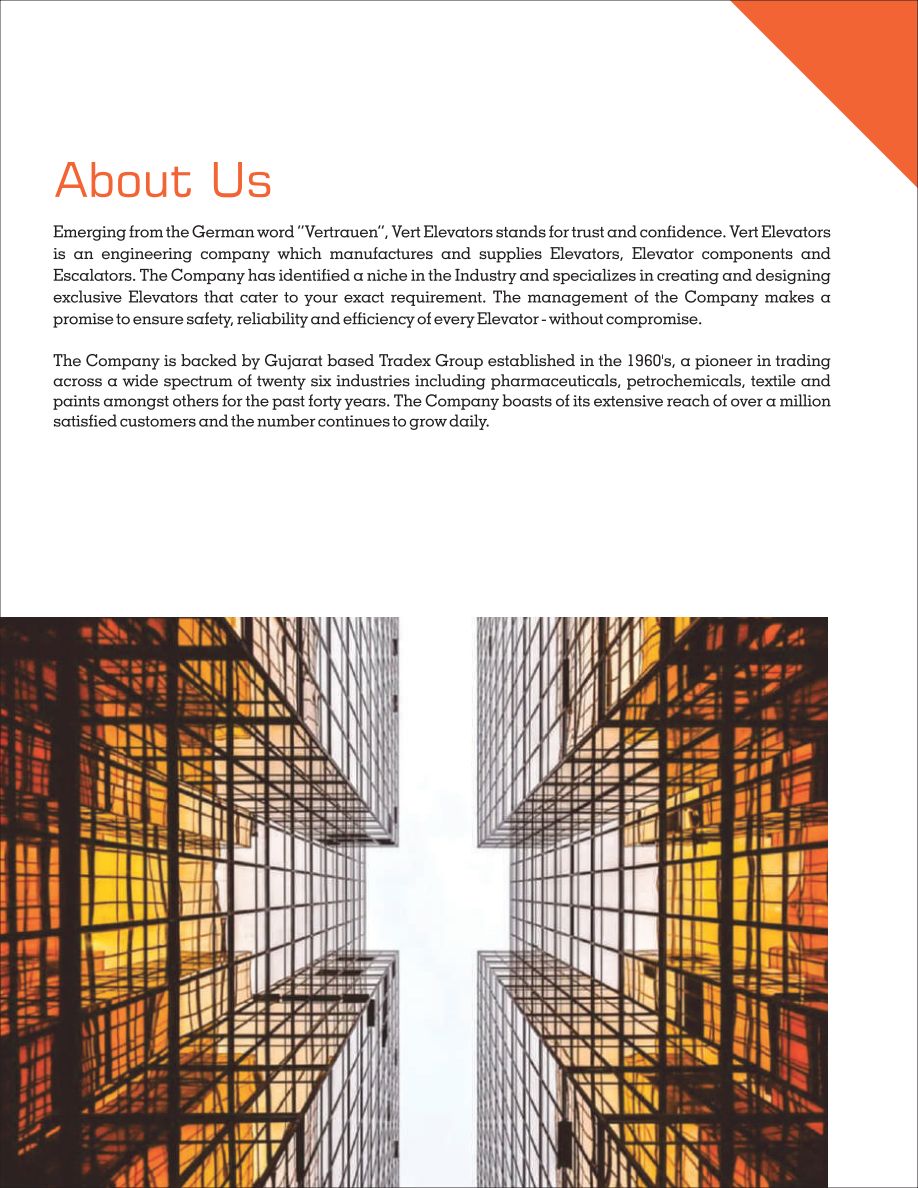 About Us
Emerging from the German word "Vertrauen", Vert Elevators stands for trust and confidence. Vert Elevators
is an engineering company which manufactures and supplies Elevators, Elevator components and
Escalators. The Company has identified a niche in the Industry and specializes in creating and designing
exclusive Elevators that cater to your exact requirement. The management of the Company makes a
promise to ensure safety, reliability and efficiency of every Elevator - without compromise.
The Company is backed by Gujarat based Tradex Group established in the 1960's, a pioneer in trading
across a wide spectrum of twenty six industries including pharmaceuticals, petrochemicals, textile and
paints amongst others for the past forty years. The Company boasts of its extensive reach of over a million
satisfied customers and the number continues to grow daily.